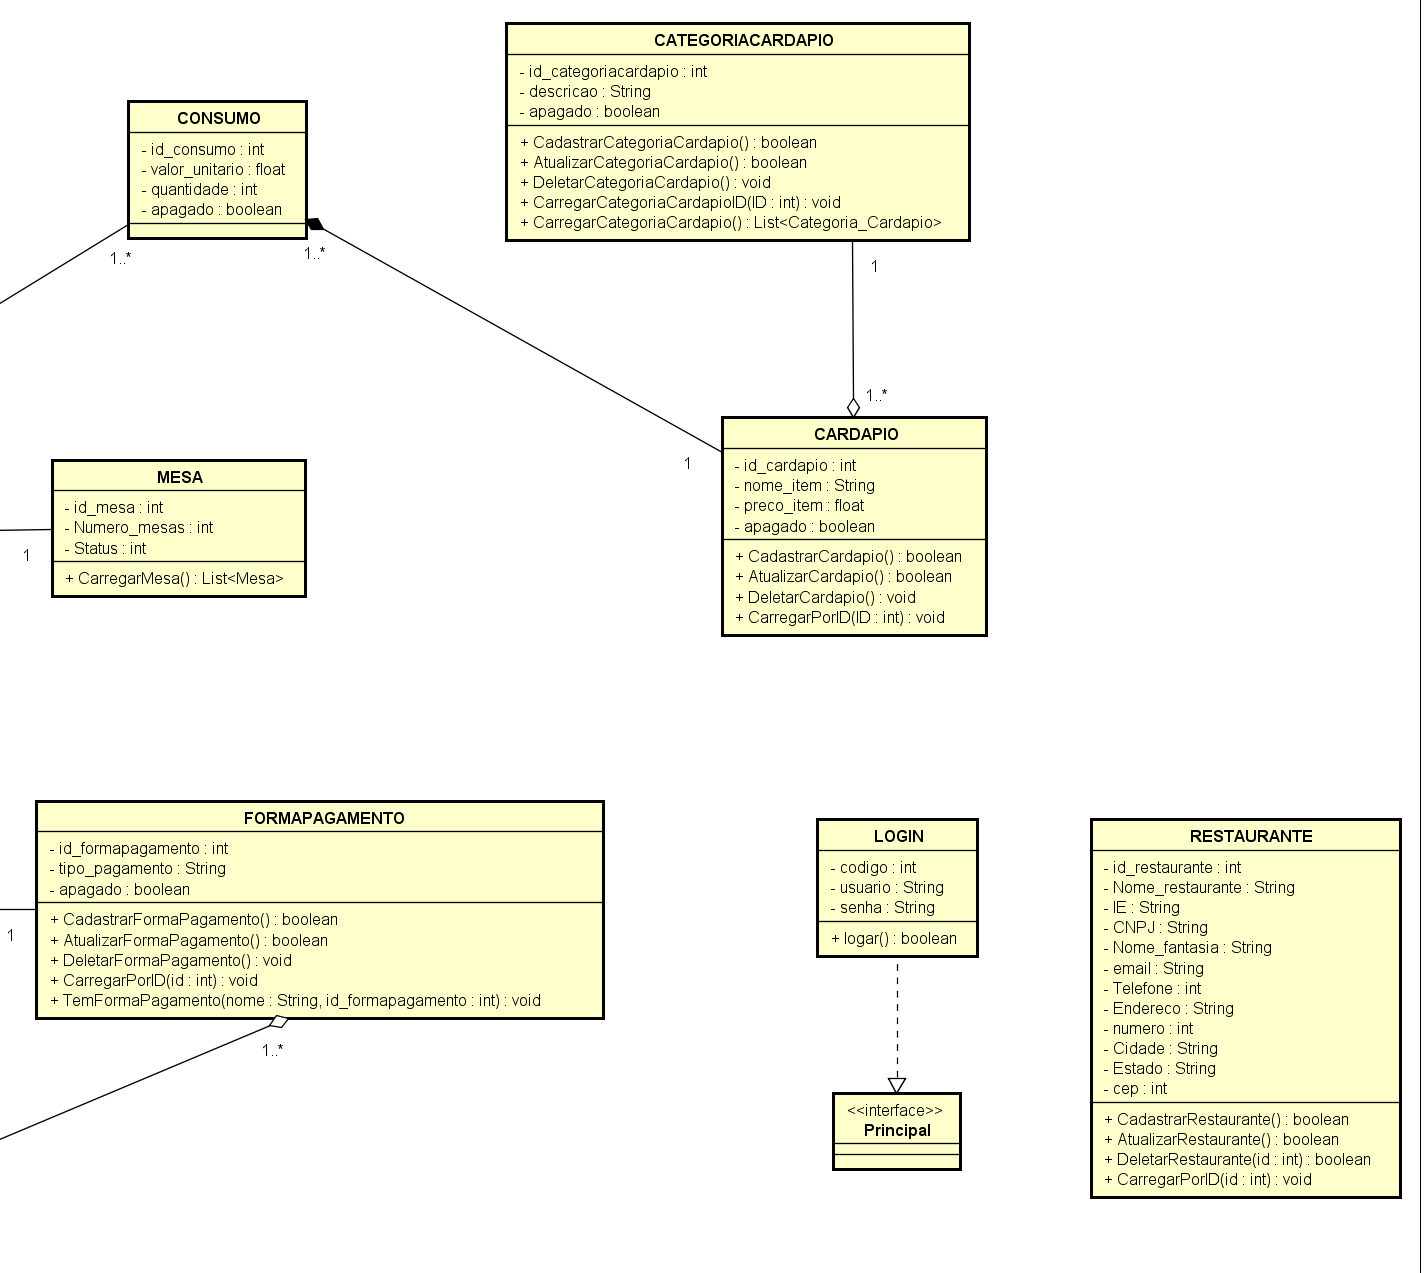 CATEGORIACARDAPIO
- id_categoriacardapio : int
- descricao : String
- apagado : boolean
+ CadastrarCategoriaCardapio() : boolean
+ AtualizarCategoriaCardapio() : boolean
+ DeletarCategoriaCardapio() : void
+ CarregarCategoriaCardapioID(ID : int) : void
+ CarregarCategoriaCardapio() : List<Categoria_Cardapio>
CONSUMO
- id_consumo : int
- valor_unitario : float
- quantidade : int
- apagado : boolean
1..*
1..*
1
1..*
1
CARDAPIO
- id_cardapio : int
- nome_item : String
- preco_item : float
- apagado : boolean
+ CadastrarCardapio() : boolean
+ AtualizarCardapio() : boolean
+ DeletarCardapio() : void
+ CarregarPorID(ID : int) : void
MESA
- id_mesa : int
- Numero_mesas : int
- Status : int
+ CarregarMesa() : List<Mesa>
1
FORMAPAGAMENTO
- id_formapagamento : int
- tipo_pagamento : String
- apagado : boolean
+ CadastrarFormaPagamento() : boolean
+ AtualizarFormaPagamento() : boolean
+ DeletarFormaPagamento() : void
+ CarregarPorID(id : int) : void
+ TemFormaPagamento(nome : String, id_formapagamento : int) : void
1
1..*
LOGIN
- codigo : int
- usuario : String
- senha : String
+ logar() : boolean
<<interface>>
Principal
RESTAURANTE
- id_restaurante : int
- Nome_restaurante : String
- IE : String
- CNPJ : String
- Nome_fantasia : String
- email : String
- Telefone : int
- Endereco : String
- numero : int
- Cidade : String
- Estado : String
- cep : int
+ CadastrarRestaurante() : boolean
+ AtualizarRestaurante() : boolean
+ DeletarRestaurante(id : int) : boolean
+ CarregarPorID(id : int) : void